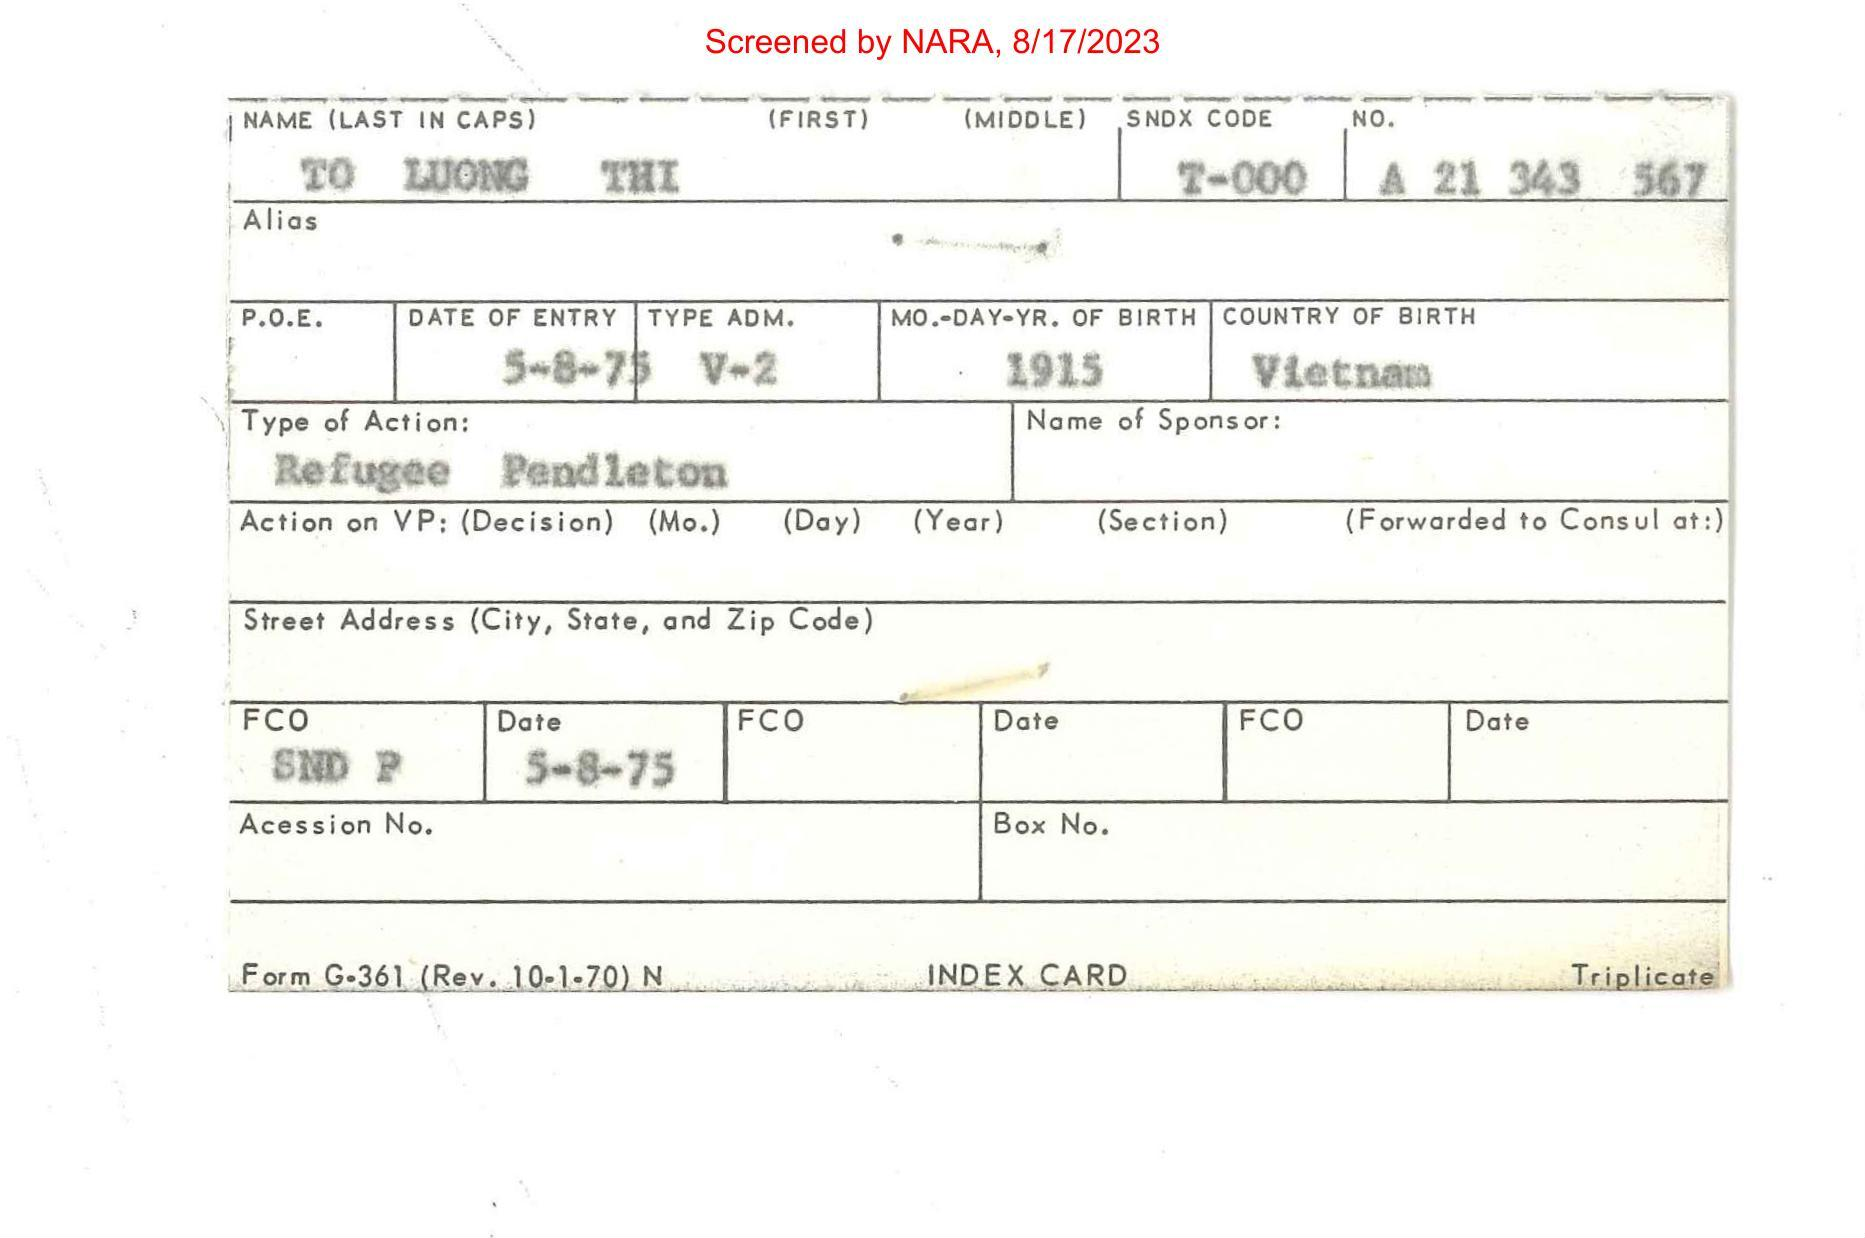 Screened by NARA, 8/17/2023
NAME (LAST IN CAPS) (FIRST) (MIDDLE) SNDX CODE NO.
TO LUONG THI T-000 A 21 343 567
Alias
P.O.E. DATE OF ENTRY TYPE ADM. MO.-DAY-YR. OF BIRTH COUNTRY OF BIRTH
5-8-75 V-2 1915 Vietnam
Type of Action: Name of Sponsor:
Refugee Pendleton
Action on VP: (Decision) (Mo.) (Day) (Year) (Section) (Forwarded to Consul at:)
Street Address (City, State, and Zip Code)
FCO Date FCO Date FCO Date
SND P 5-8-75
Acession No. Box No.
Form G-361 (Rev. 10-1-70) N INDEX CARD Triplicate